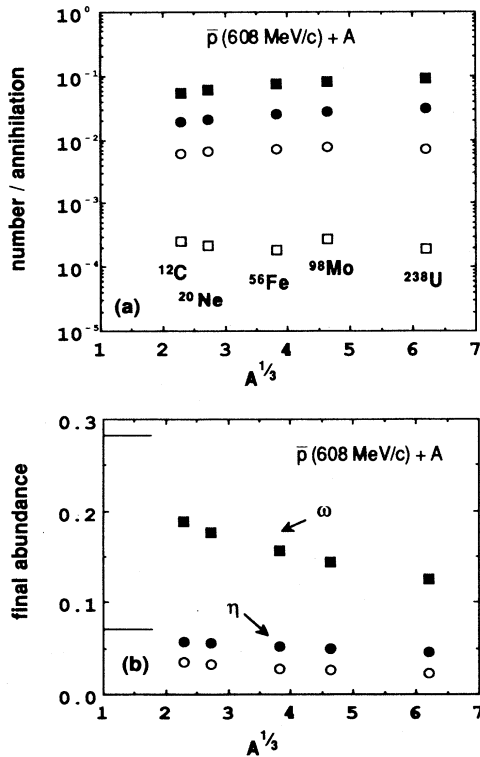 10⁰
p̄ (608 MeV/c) + A
10⁻¹
10⁻²
10⁻³
10⁻⁴
10⁻⁵
number / annihilation
¹²C
²⁰Ne
⁵⁶Fe
⁹⁸Mo
²³⁸U
(a)
1 2 3 4 5 6 7
A^⅓
0.3
p̄ (608 MeV/c) + A
0.2
0.1
0.0
final abundance
ω
η
(b)
1 2 3 4 5 6 7
A^⅓